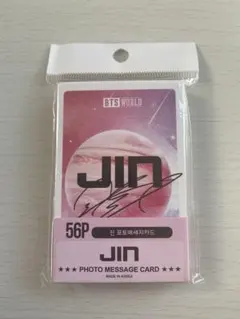 BTS WORLD
JIN
56P
진 포토메세지카드
JIN
★★★ PHOTO MESSAGE CARD ★★★
MADE IN KOREA